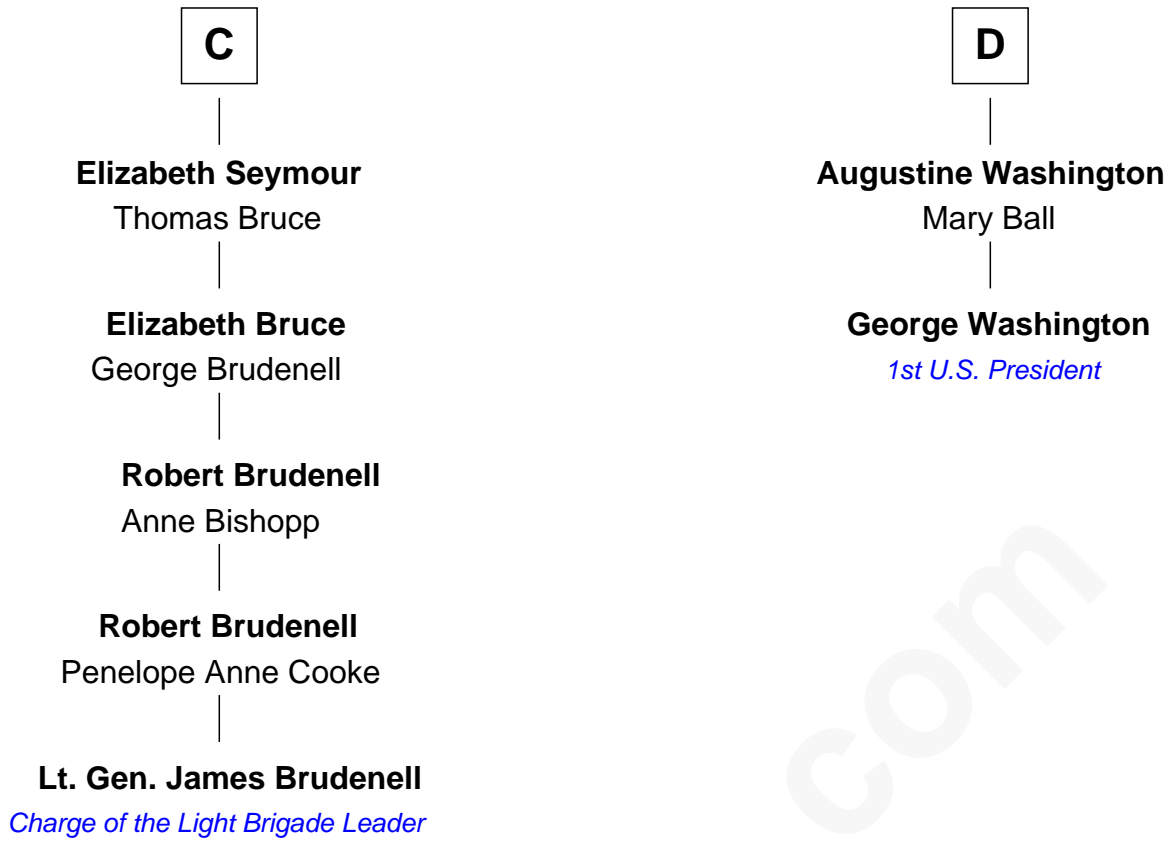 C
Elizabeth Seymour
Thomas Bruce
Elizabeth Bruce
George Brudenell
Robert Brudenell
Anne Bishopp
Robert Brudenell
Penelope Anne Cooke
Lt. Gen. James Brudenell
Charge of the Light Brigade Leader
D
Augustine Washington
Mary Ball
George Washington
1st U.S. President
com